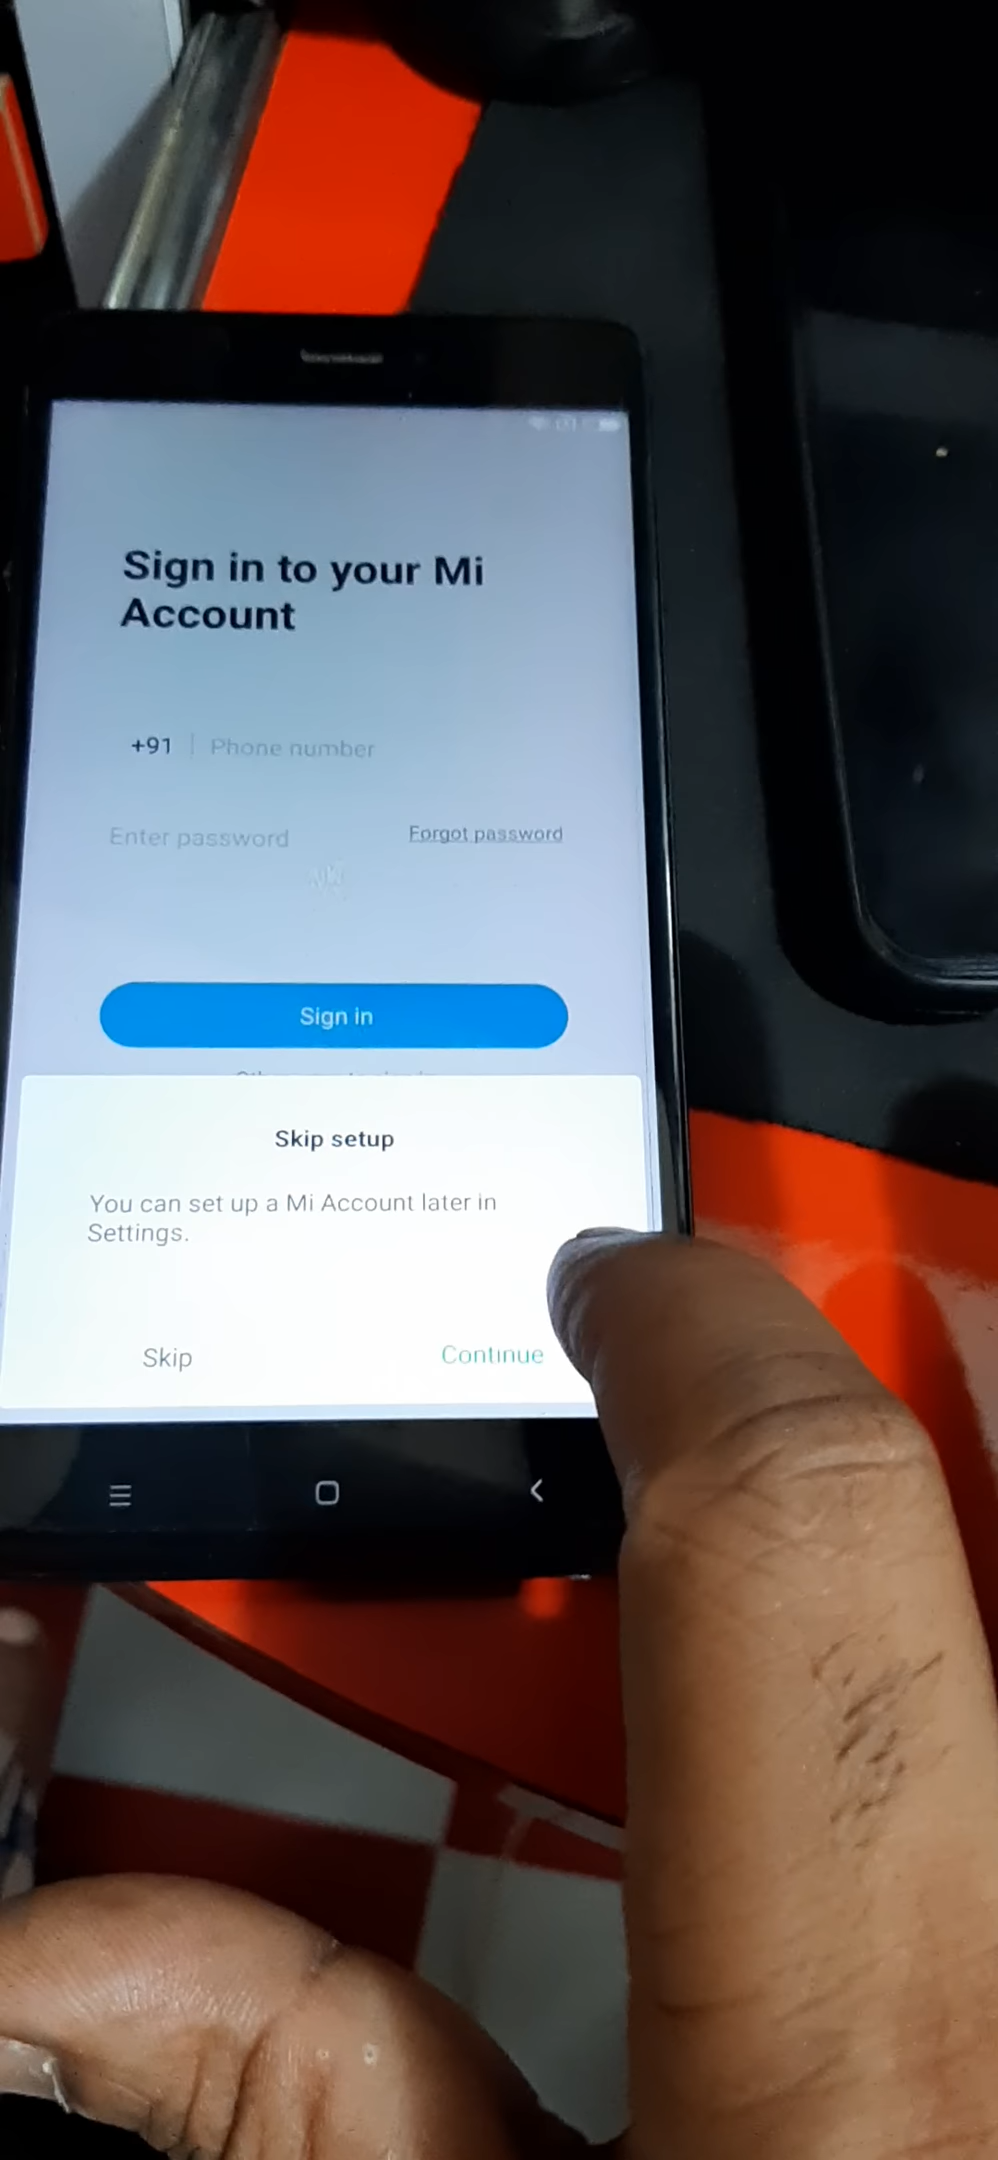 Sign in to your Mi
Account
+91 Phone number
Enter password Forgot password
Sign in
Skip setup
You can set up a Mi Account later in
Settings.
Skip Continue